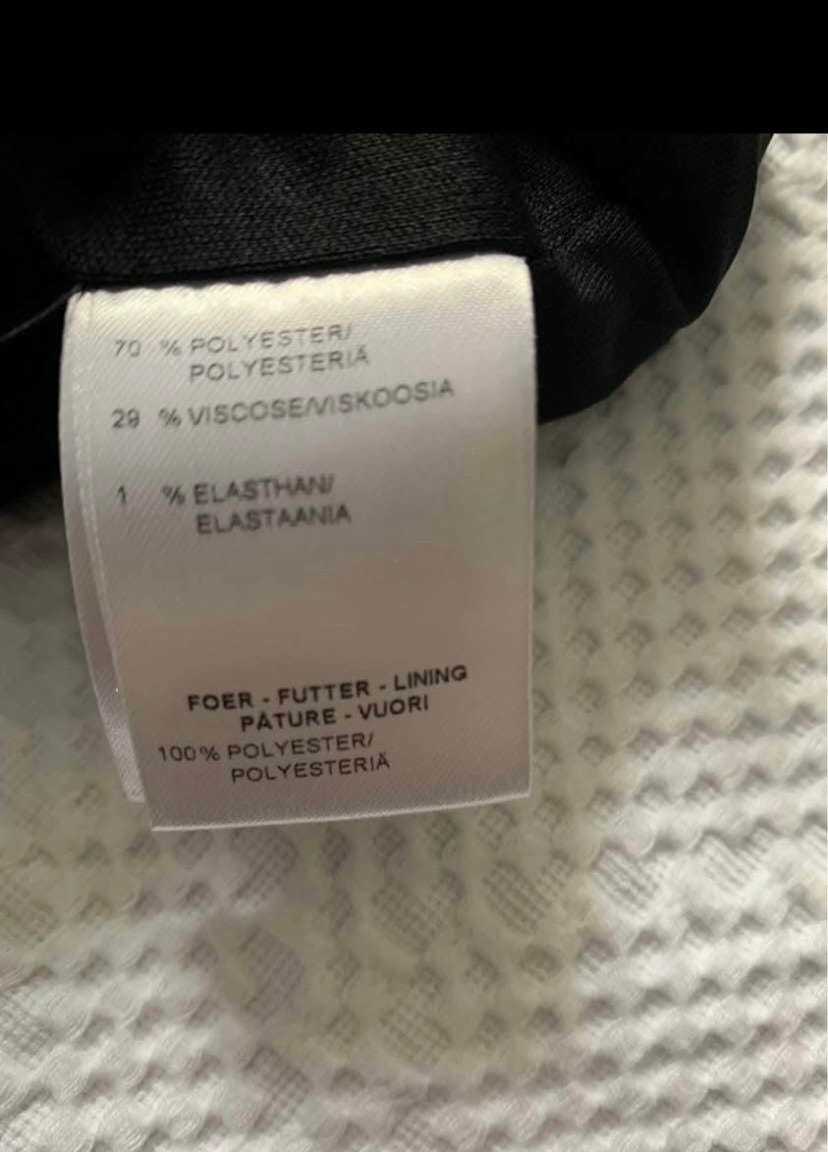 70 % POLYESTER/
POLYESTERIÄ
29 % VISCOSE/VISKOOSIA
1 % ELASTHAN/
ELASTAANIA
FOER - FUTTER - LINING
PÂTURE - VUORI
100% POLYESTER/
POLYESTERIÄ